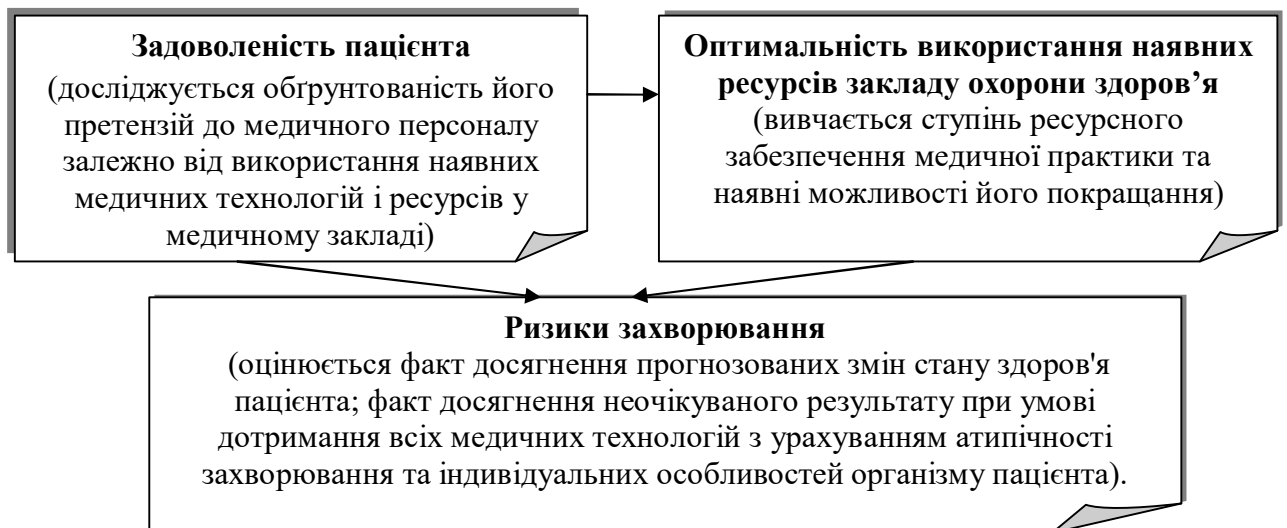 Задоволеність пацієнта
(досліджується обґрунтованість його
претензій до медичного персоналу
залежно від використання наявних
медичних технологій і ресурсів у
медичному закладі)
Оптимальність використання наявних
ресурсів закладу охорони здоров’я
(вивчається ступінь ресурсного
забезпечення медичної практики та
наявні можливості його покращання)
Ризики захворювання
(оцінюється факт досягнення прогнозованих змін стану здоров'я
пацієнта; факт досягнення неочікуваного результату при умові
дотримання всіх медичних технологій з урахуванням атипічності
захворювання та індивідуальних особливостей організму пацієнта).